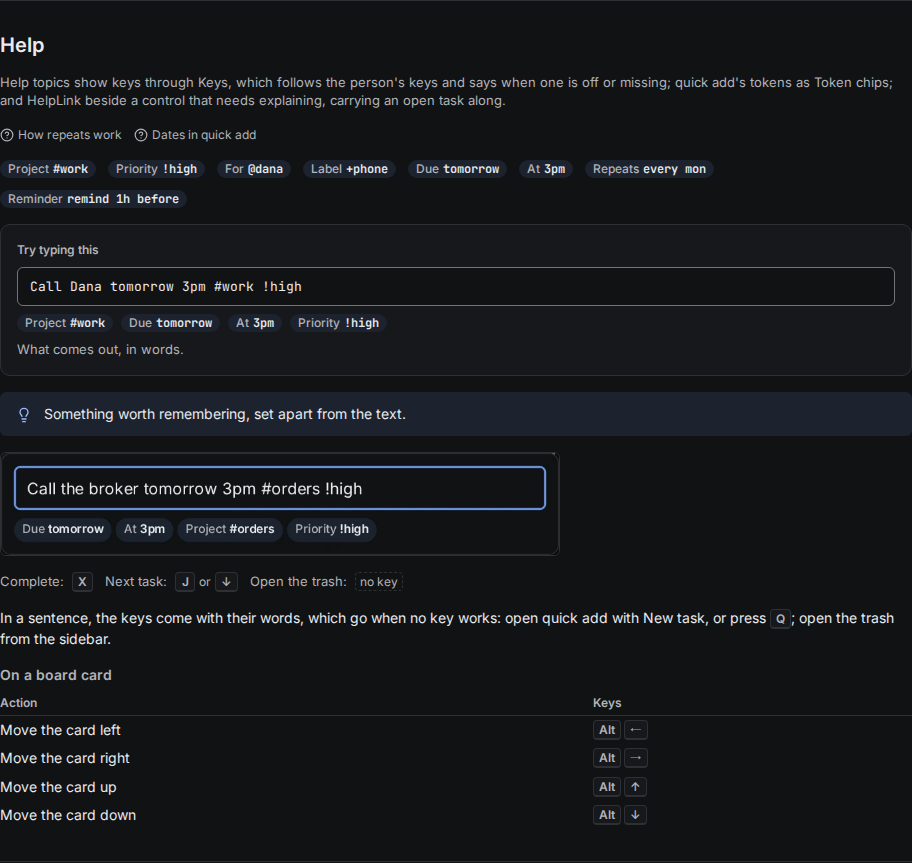 Help
Help topics show keys through Keys, which follows the person's keys and says when one is off or missing; quick add's tokens as Token chips;
and HelpLink beside a control that needs explaining, carrying an open task along.
How repeats work Dates in quick add
Project #work Priority !high For @dana Label +phone Due tomorrow At 3pm Repeats every mon
Reminder remind 1h before
Try typing this
Call Dana tomorrow 3pm #work !high
Project #work Due tomorrow At 3pm Priority !high
What comes out, in words.
Something worth remembering, set apart from the text.
Call the broker tomorrow 3pm #orders !high
Due tomorrow At 3pm Project #orders Priority !high
Complete: X Next task: J or ↓ Open the trash: no key
In a sentence, the keys come with their words, which go when no key works: open quick add with New task, or press Q; open the trash
from the sidebar.
On a board card
Action Keys
Move the card left Alt ←
Move the card right Alt →
Move the card up Alt ↑
Move the card down Alt ↓